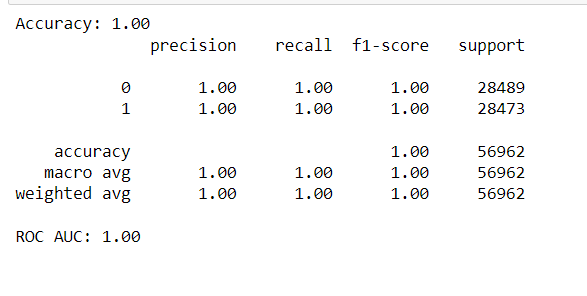 Accuracy: 1.00
precision recall f1-score support
0 1.00 1.00 1.00 28489
1 1.00 1.00 1.00 28473
accuracy 1.00 56962
macro avg 1.00 1.00 1.00 56962
weighted avg 1.00 1.00 1.00 56962
ROC AUC: 1.00